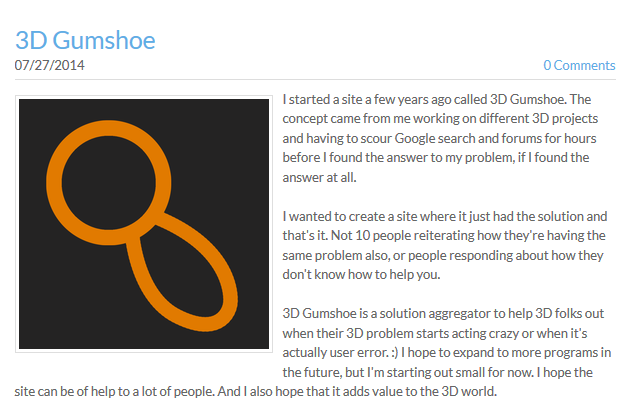 3D Gumshoe
07/27/2014
0 Comments
I started a site a few years ago called 3D Gumshoe. The
concept came from me working on different 3D projects
and having to scour Google search and forums for hours
before I found the answer to my problem, if I found the
answer at all.
I wanted to create a site where it just had the solution and
that's it. Not 10 people reiterating how they're having the
same problem also, or people responding about how they
don't know how to help you.
3D Gumshoe is a solution aggregator to help 3D folks out
when their 3D problem starts acting crazy or when it's
actually user error. :) I hope to expand to more programs in
the future, but I'm starting out small for now. I hope the
site can be of help to a lot of people. And I also hope that it adds value to the 3D world.